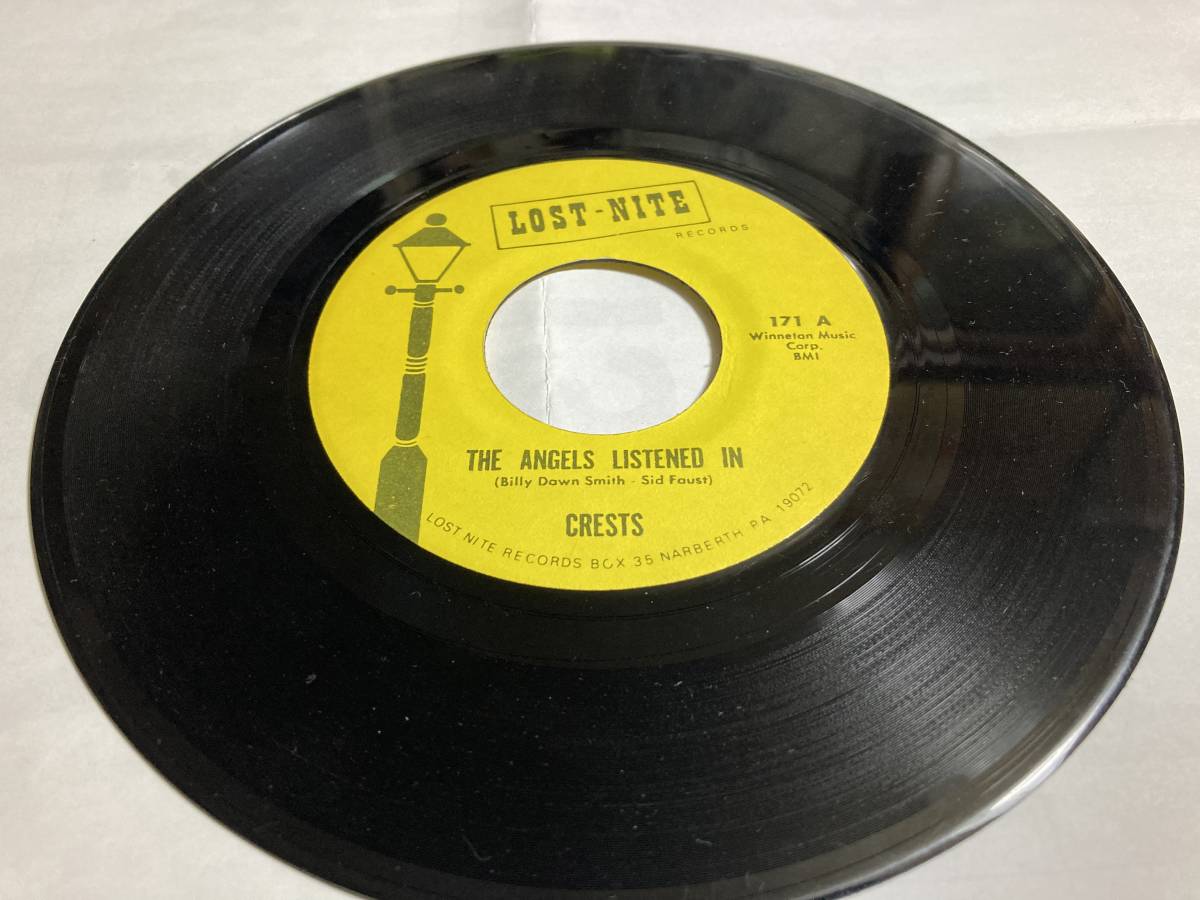 LOST-NITE
RECORDS
171 A
Winnetan Music
Corp.
BMI
THE ANGELS LISTENED IN
(Billy Dawn Smith - Sid Faust)
CRESTS
LOST NITE RECORDS BOX 35 NARBERTH PA 19072